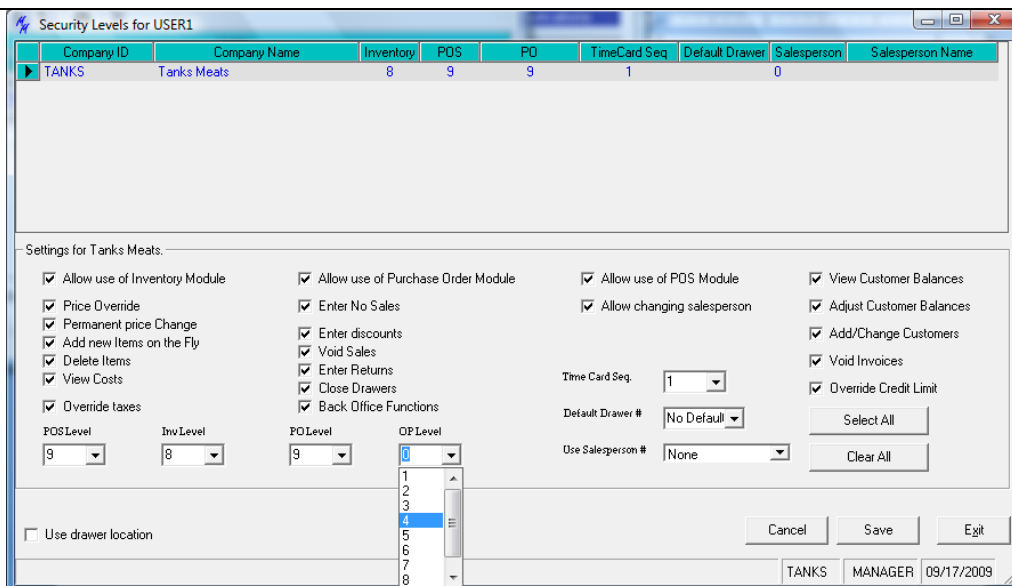 Security Levels for USER1
Company ID Company Name Inventory POS PO TimeCard Seq Default Drawer Salesperson Salesperson Name
TANKS Tanks Meats 8 9 9 1 0
Settings for Tanks Meats.
Allow use of Inventory Module Allow use of Purchase Order Module Allow use of POS Module View Customer Balances
Price Override Enter No Sales Allow changing salesperson Adjust Customer Balances
Permanent price Change
Add new Items on the Fly Enter discounts Add/Change Customers
Delete Items Void Sales Void Invoices
View Costs Enter Returns Time Card Seq. 1
Close Drawers Override Credit Limit
Override taxes Back Office Functions Default Drawer # No Default Select All
POS Level Inv Level PO Level OP Level
9 8 9 0 Use Salesperson # None Clear All
1
2
3
4
5
6
7
8
Use drawer location Cancel Save Exit
TANKS MANAGER 09/17/2009